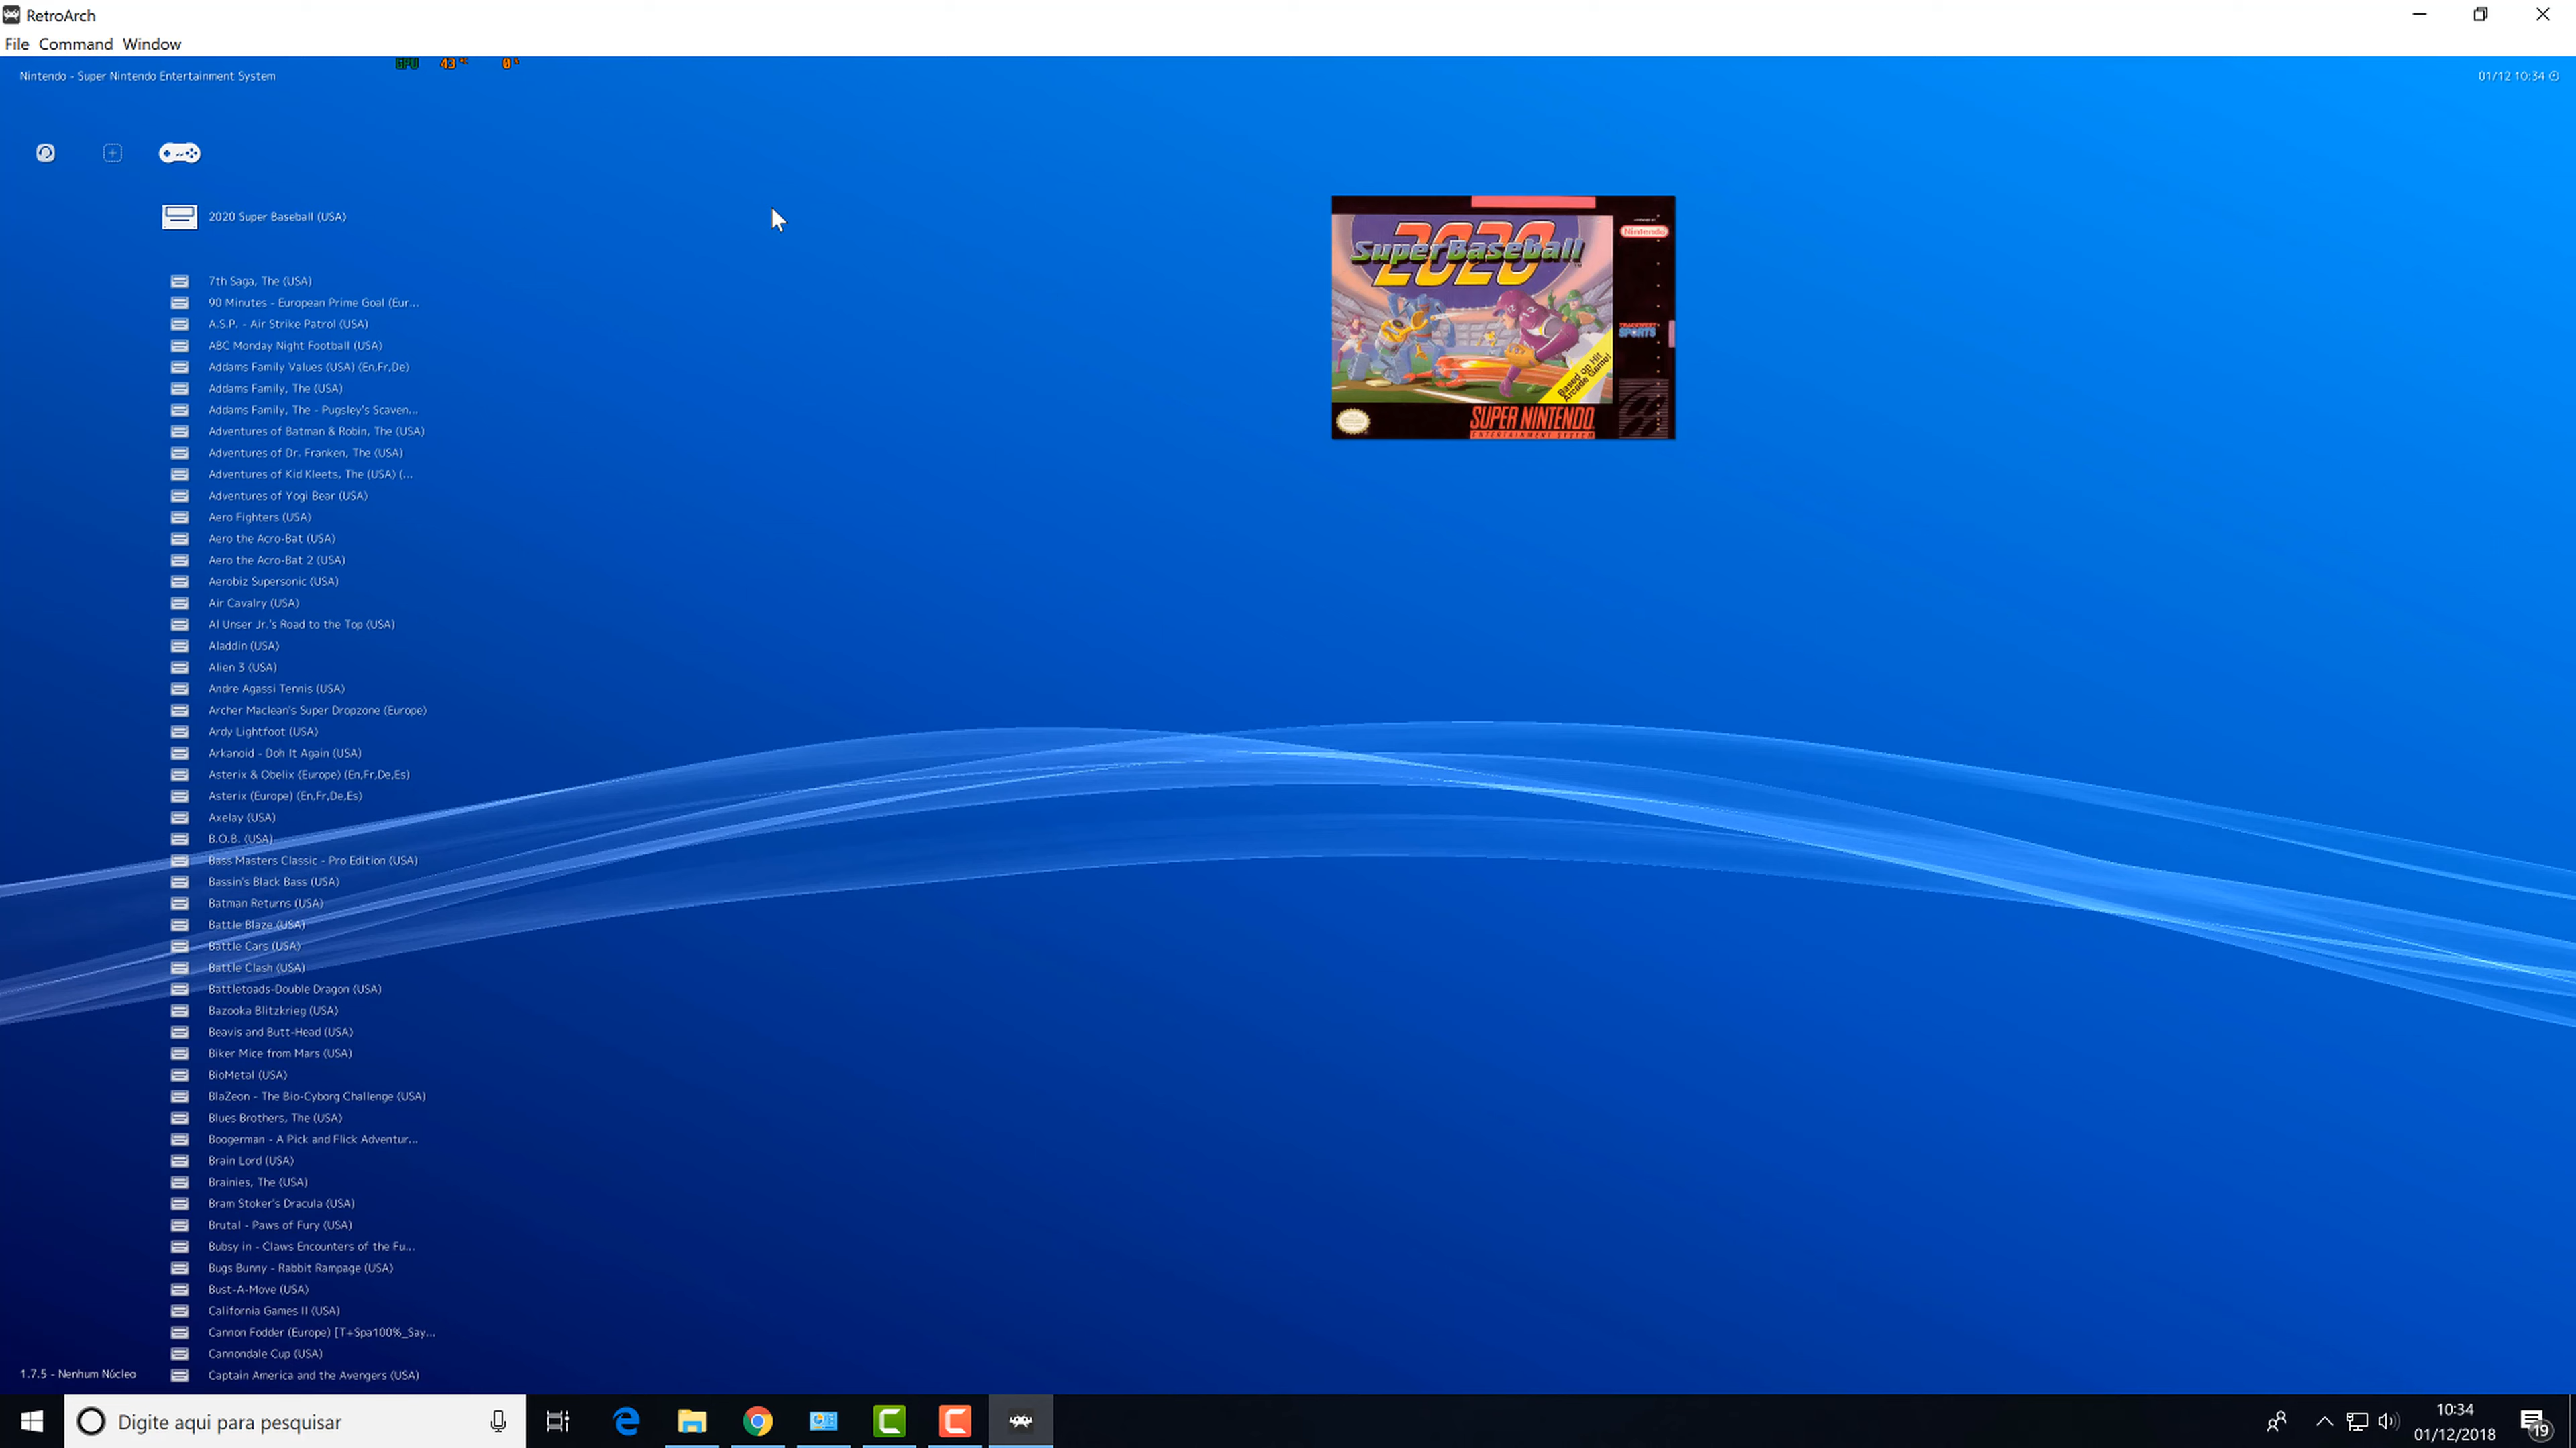 RetroArch
File Command Window
GPU 43 °C 0 %
Nintendo - Super Nintendo Entertainment System
01/12 10:34
2020 Super Baseball (USA)
2020
Super Baseball
Nintendo
SPORTS
Based on Hit
Arcade Game!
SUPER NINTENDO
ENTERTAINMENT SYSTEM
7th Saga, The (USA)
90 Minutes - European Prime Goal (Eur...
A.S.P. - Air Strike Patrol (USA)
ABC Monday Night Football (USA)
Addams Family Values (USA) (En,Fr,De)
Addams Family, The (USA)
Addams Family, The - Pugsley's Scaven...
Adventures of Batman & Robin, The (USA)
Adventures of Dr. Franken, The (USA)
Adventures of Kid Kleets, The (USA) (...
Adventures of Yogi Bear (USA)
Aero Fighters (USA)
Aero the Acro-Bat (USA)
Aero the Acro-Bat 2 (USA)
Aerobiz Supersonic (USA)
Air Cavalry (USA)
Al Unser Jr.'s Road to the Top (USA)
Aladdin (USA)
Alien 3 (USA)
Andre Agassi Tennis (USA)
Archer Maclean's Super Dropzone (Europe)
Ardy Lightfoot (USA)
Arkanoid - Doh It Again (USA)
Asterix & Obelix (Europe) (En,Fr,De,Es)
Asterix (Europe) (En,Fr,De,Es)
Axelay (USA)
B.O.B. (USA)
Bass Masters Classic - Pro Edition (USA)
Bassin's Black Bass (USA)
Batman Returns (USA)
Battle Blaze (USA)
Battle Cars (USA)
Battle Clash (USA)
Battletoads-Double Dragon (USA)
Bazooka Blitzkrieg (USA)
Beavis and Butt-Head (USA)
Biker Mice from Mars (USA)
BioMetal (USA)
BlaZeon - The Bio-Cyborg Challenge (USA)
Blues Brothers, The (USA)
Boogerman - A Pick and Flick Adventur...
Brain Lord (USA)
Brainies, The (USA)
Bram Stoker's Dracula (USA)
Brutal - Paws of Fury (USA)
Bubsy in - Claws Encounters of the Fu...
Bugs Bunny - Rabbit Rampage (USA)
Bust-A-Move (USA)
California Games II (USA)
Cannon Fodder (Europe) [T+Spa100%_Say...
Cannondale Cup (USA)
Captain America and the Avengers (USA)
1.7.5 - Nenhum Núcleo
Digite aqui para pesquisar
10:34
01/12/2018
19